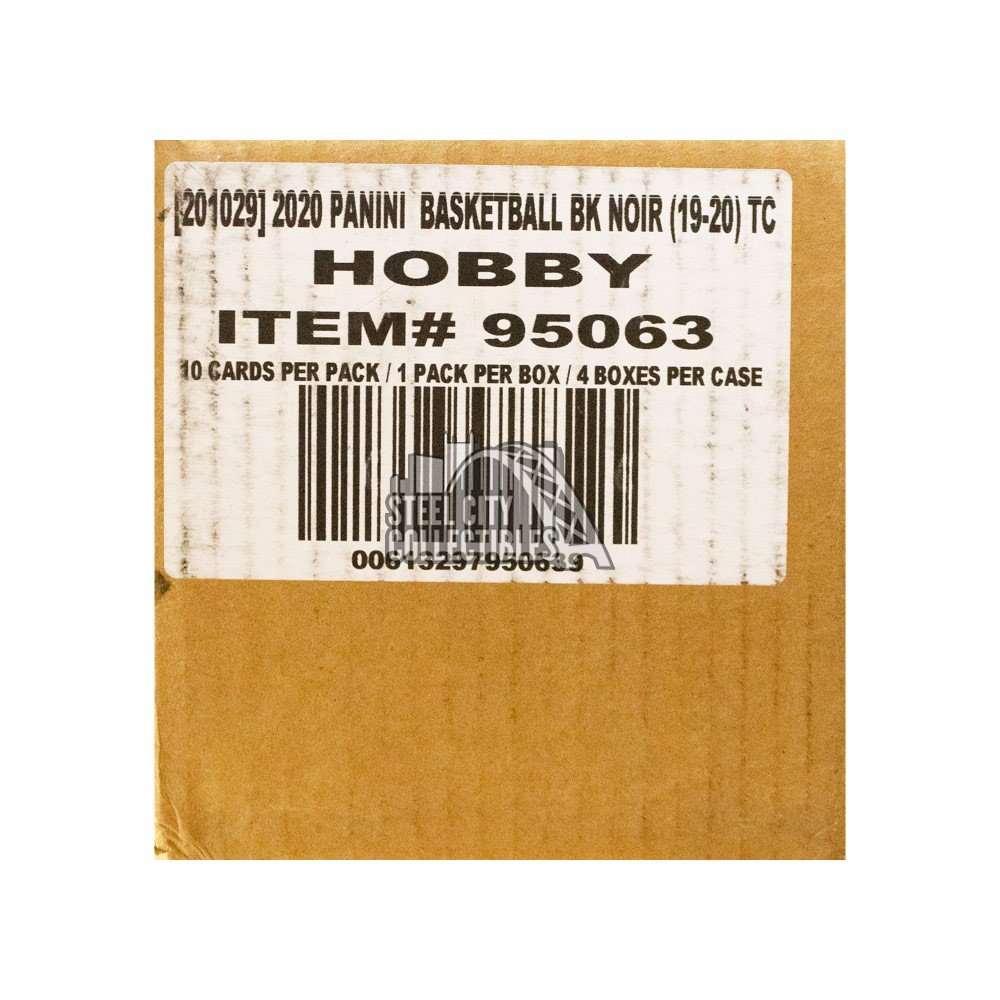 [201029] 2020 PANINI BASKETBALL BK NOIR (19-20) TC
HOBBY
ITEM# 95063
10 CARDS PER PACK / 1 PACK PER BOX / 4 BOXES PER CASE
STEEL CITY
COLLECTIBLES
00613297950639